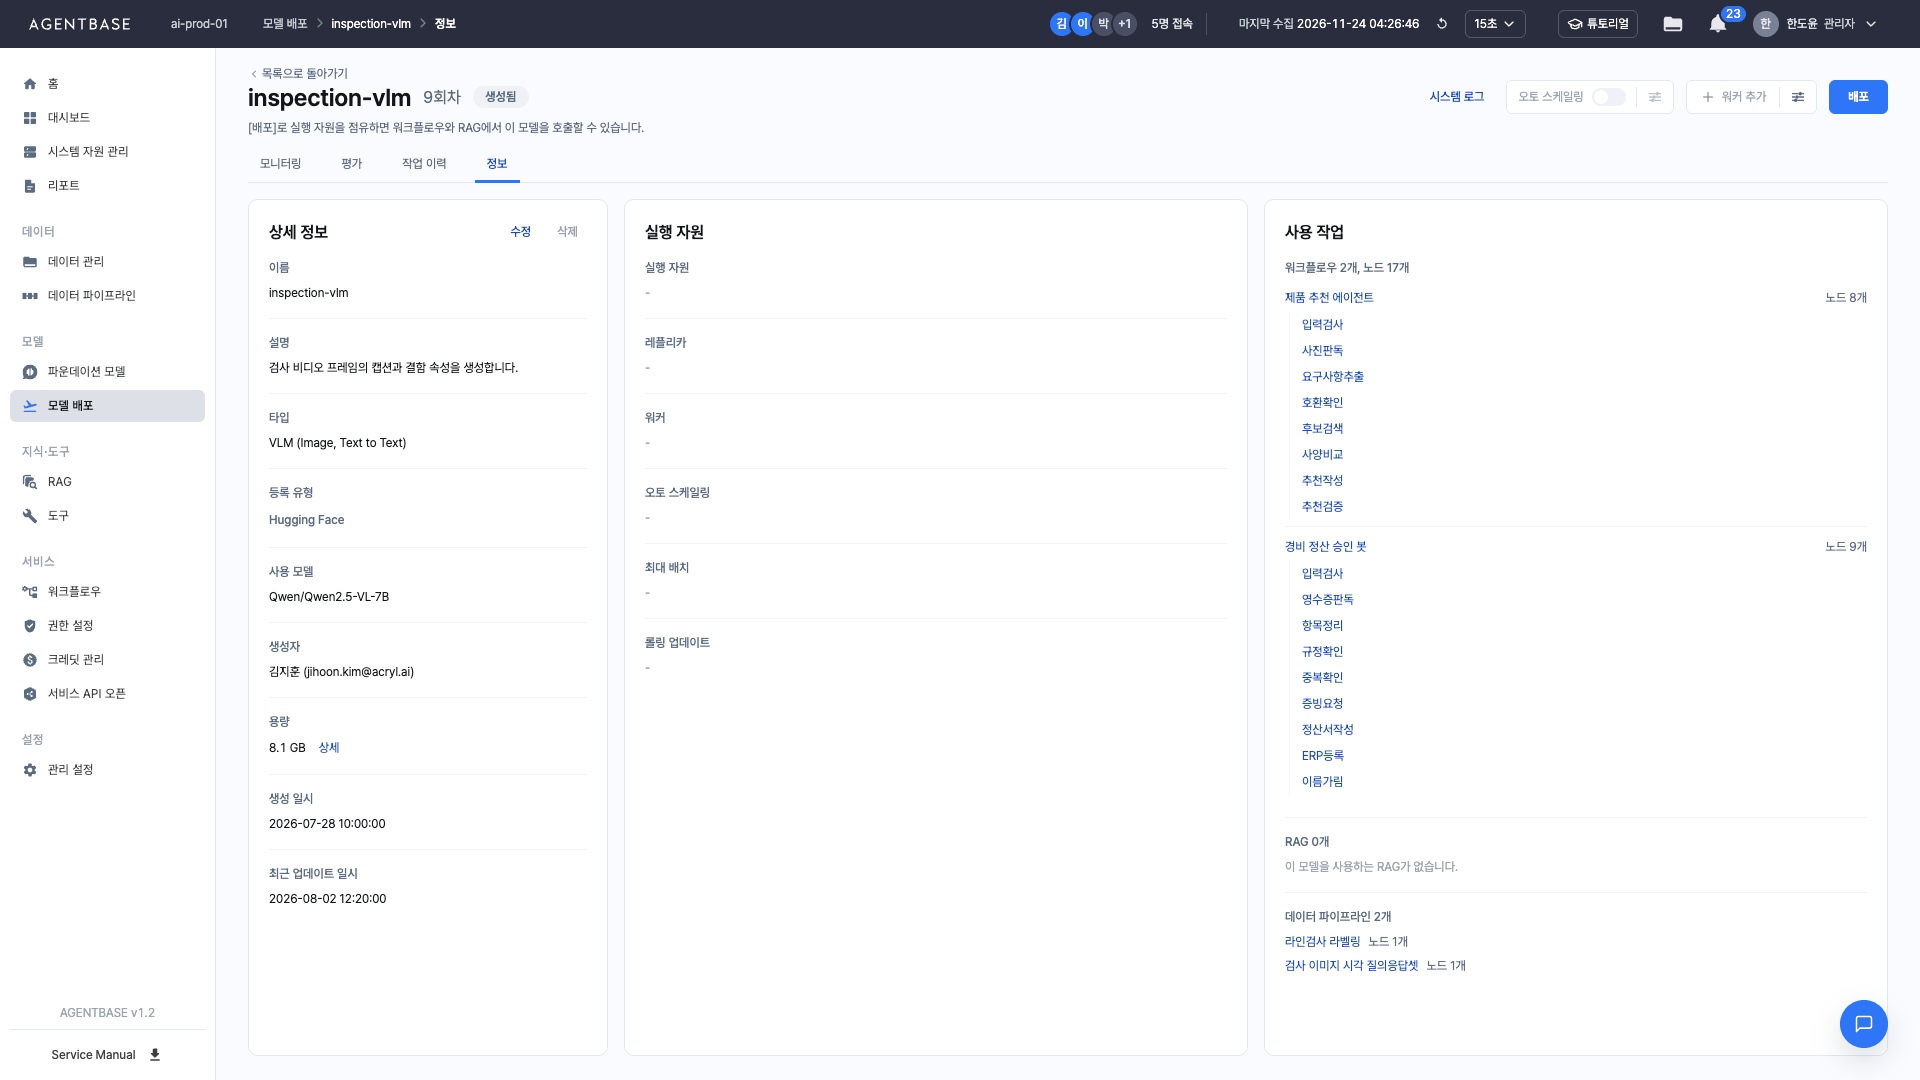 AGENTBASE
ai-prod-01
모델 배포 > inspection-vlm > 정보
김 이 박 +1 5명 접속
마지막 수집 2026-11-24 04:26:46
15초
튜토리얼
23
한 한도윤 관리자
홈
대시보드
시스템 자원 관리
리포트
데이터
데이터 관리
데이터 파이프라인
모델
파운데이션 모델
모델 배포
지식·도구
RAG
도구
서비스
워크플로우
권한 설정
크레딧 관리
서비스 API 오픈
설정
관리 설정
AGENTBASE v1.2
Service Manual
목록으로 돌아가기
inspection-vlm 9회차 생성됨
[배포]로 실행 자원을 점유하면 워크플로우와 RAG에서 이 모델을 호출할 수 있습니다.
시스템 로그
오토 스케일링
워커 추가
배포
모니터링
평가
작업 이력
정보
상세 정보
수정
삭제
이름
inspection-vlm
설명
검사 비디오 프레임의 캡션과 결함 속성을 생성합니다.
타입
VLM (Image, Text to Text)
등록 유형
Hugging Face
사용 모델
Qwen/Qwen2.5-VL-7B
생성자
김지훈 (jihoon.kim@acryl.ai)
용량
8.1 GB 상세
생성 일시
2026-07-28 10:00:00
최근 업데이트 일시
2026-08-02 12:20:00
실행 자원
실행 자원
-
레플리카
-
워커
-
오토 스케일링
-
최대 배치
-
롤링 업데이트
-
사용 작업
워크플로우 2개, 노드 17개
제품 추천 에이전트 노드 8개
입력검사
사진판독
요구사항추출
호환확인
후보검색
사양비교
추천작성
추천검증
경비 정산 승인 봇 노드 9개
입력검사
영수증판독
항목정리
규정확인
중복확인
증빙요청
정산서작성
ERP등록
이름가림
RAG 0개
이 모델을 사용하는 RAG가 없습니다.
데이터 파이프라인 2개
라인검사 라벨링 노드 1개
검사 이미지 시각 질의응답셋 노드 1개